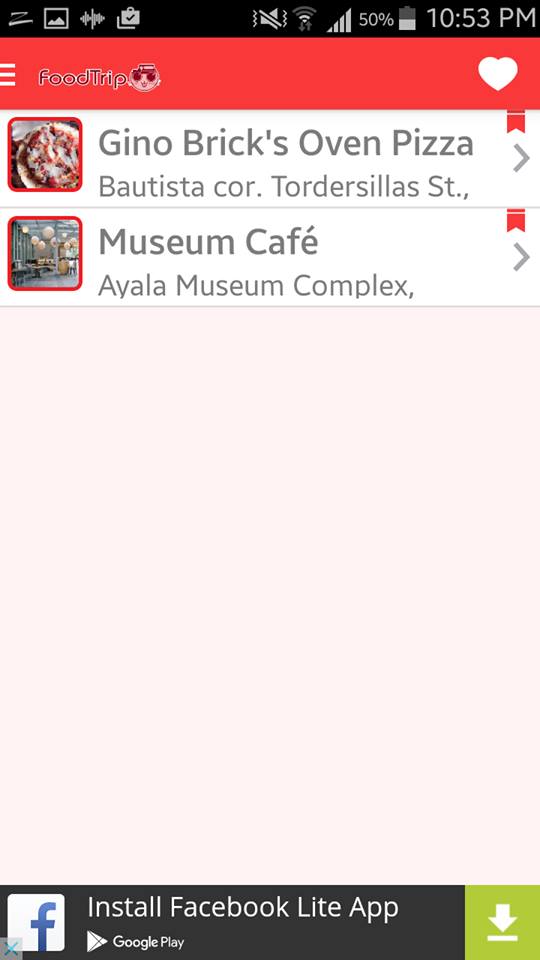 50% 10:53 PM
FoodTrip
Gino Brick's Oven Pizza
Bautista cor. Tordersillas St.,
Museum Café
Ayala Museum Complex,
Install Facebook Lite App
Google Play